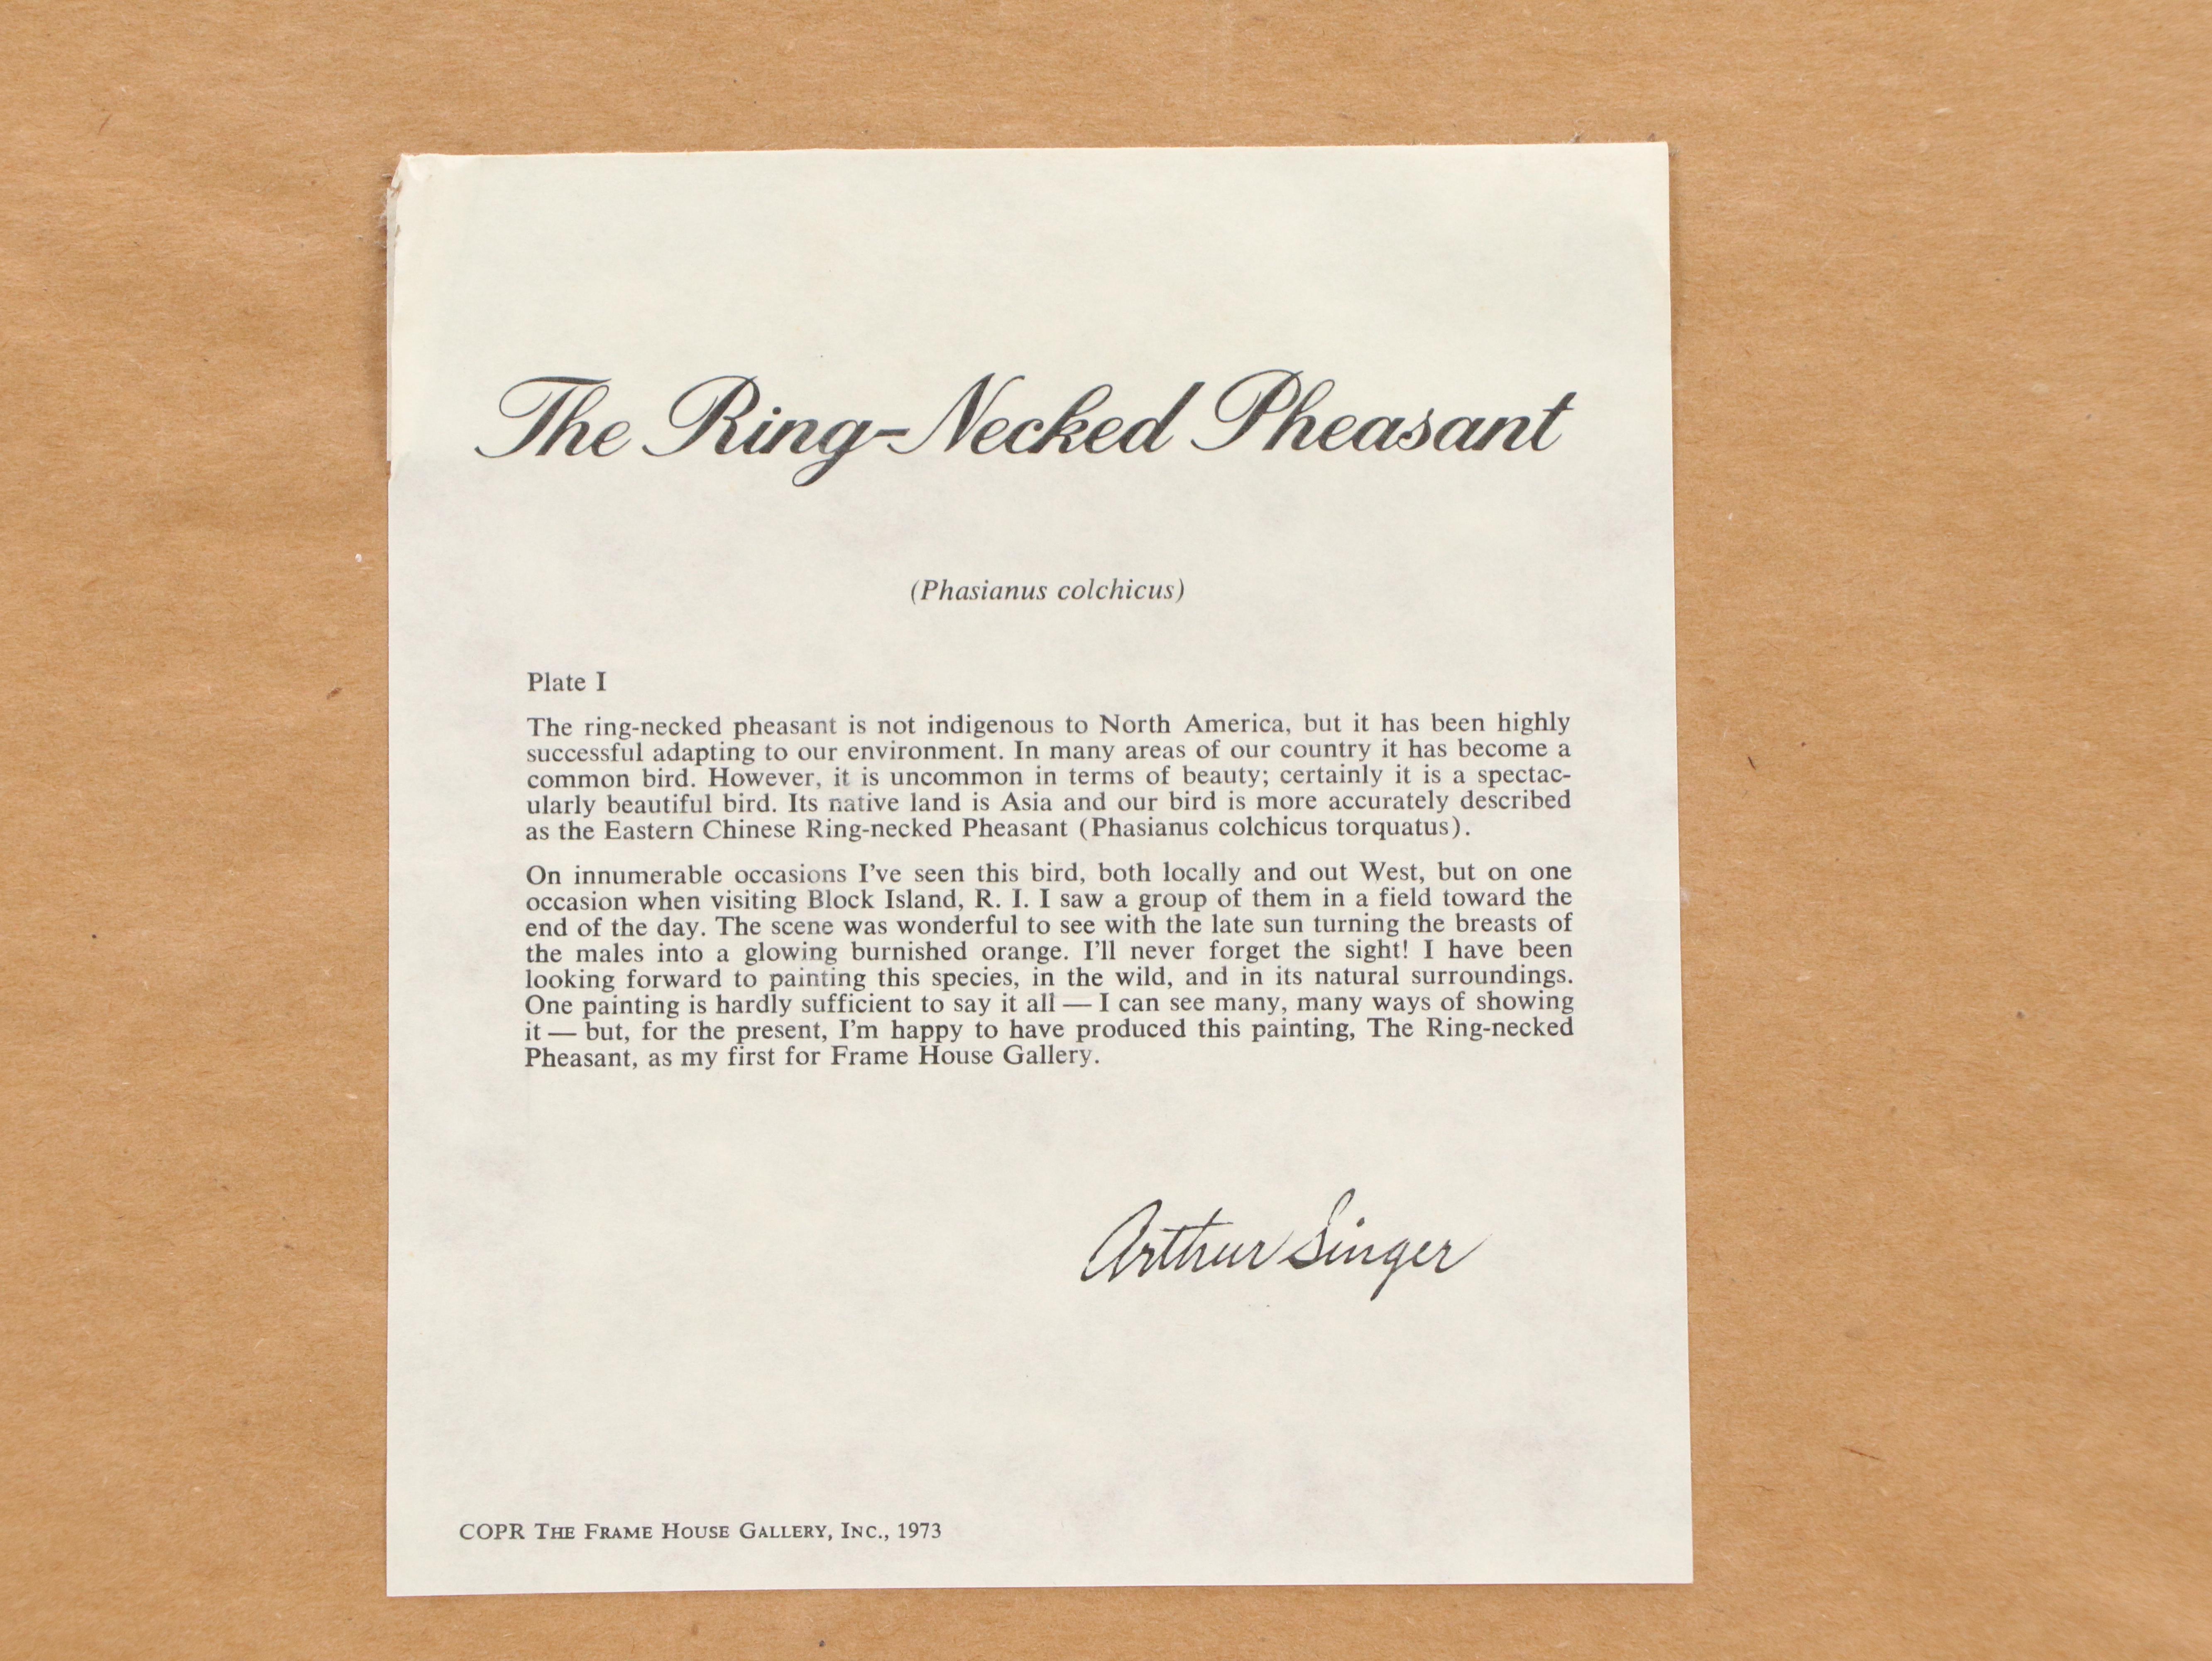 The Ring-Necked Pheasant
(Phasianus colchicus)
Plate I
The ring-necked pheasant is not indigenous to North America, but it has been highly
successful adapting to our environment. In many areas of our country it has become a
common bird. However, it is uncommon in terms of beauty; certainly it is a spectac-
ularly beautiful bird. Its native land is Asia and our bird is more accurately described
as the Eastern Chinese Ring-necked Pheasant (Phasianus colchicus torquatus).
On innumerable occasions I've seen this bird, both locally and out West, but on one
occasion when visiting Block Island, R. I. I saw a group of them in a field toward the
end of the day. The scene was wonderful to see with the late sun turning the breasts of
the males into a glowing burnished orange. I'll never forget the sight! I have been
looking forward to painting this species, in the wild, and in its natural surroundings.
One painting is hardly sufficient to say it all — I can see many, many ways of showing
it — but, for the present, I'm happy to have produced this painting, The Ring-necked
Pheasant, as my first for Frame House Gallery.
Arthur Singer
COPR THE FRAME HOUSE GALLERY, INC., 1973